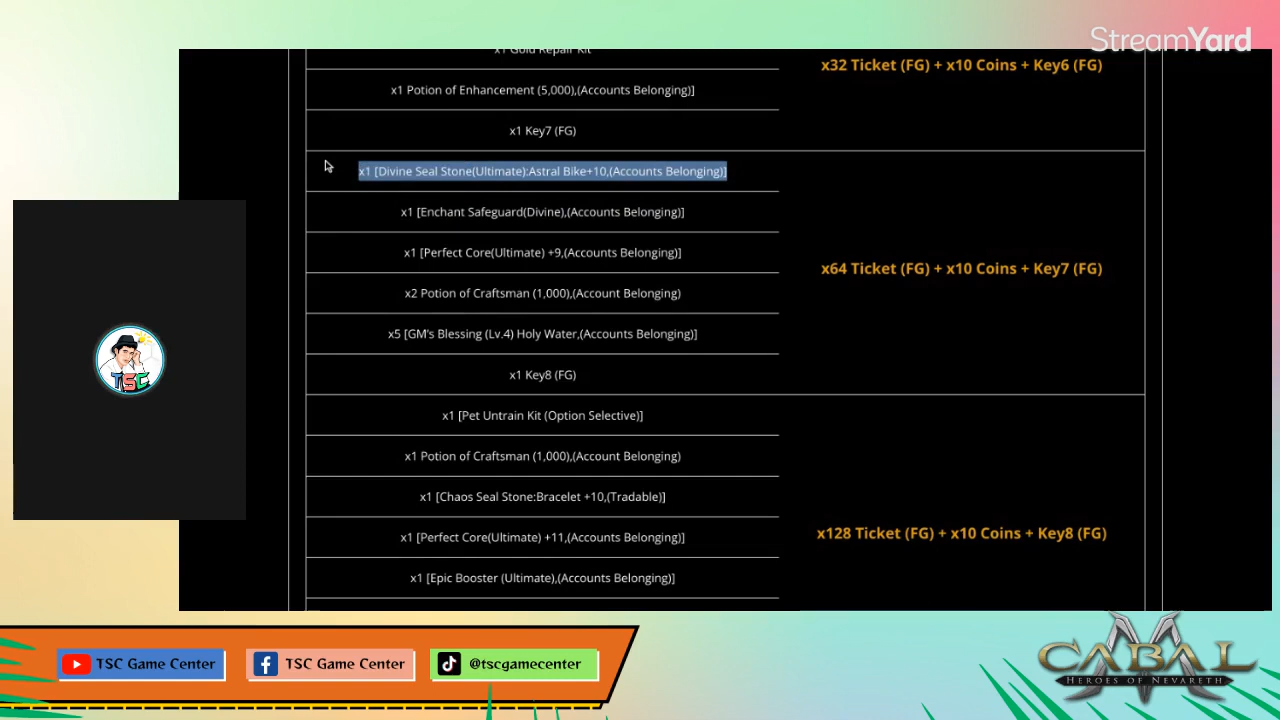 StreamYard
x1 Gold Repair Kit
x32 Ticket (FG) + x10 Coins + Key6 (FG)
x1 Potion of Enhancement (5,000),(Accounts Belonging)]
x1 Key7 (FG)
x1 [Divine Seal Stone(Ultimate):Astral Bike+10,(Accounts Belonging)]
x1 [Enchant Safeguard(Divine),(Accounts Belonging)]
x1 [Perfect Core(Ultimate) +9,(Accounts Belonging)]
x64 Ticket (FG) + x10 Coins + Key7 (FG)
x2 Potion of Craftsman (1,000),(Account Belonging)
x5 [GM's Blessing (Lv.4) Holy Water,(Accounts Belonging)]
x1 Key8 (FG)
x1 [Pet Untrain Kit (Option Selective)]
x1 Potion of Craftsman (1,000),(Account Belonging)
x1 [Chaos Seal Stone:Bracelet +10,(Tradable)]
x1 [Perfect Core(Ultimate) +11,(Accounts Belonging)]
x128 Ticket (FG) + x10 Coins + Key8 (FG)
x1 [Epic Booster (Ultimate),(Accounts Belonging)]
TSC
TSC Game Center
TSC Game Center
@tscgamecenter
CABAL
HEROES OF NEVARETH